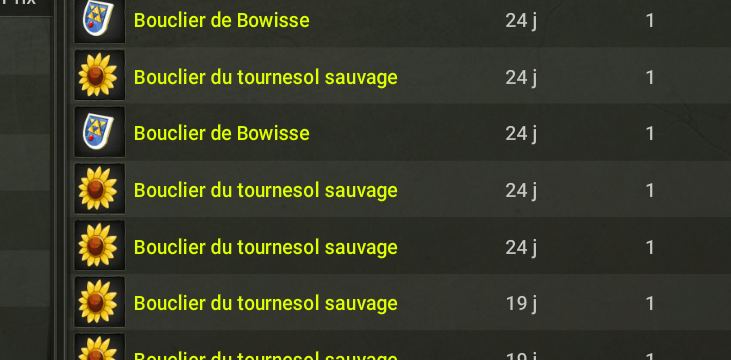 Prix
Bouclier de Bowisse 24 j 1
Bouclier du tournesol sauvage 24 j 1
Bouclier de Bowisse 24 j 1
Bouclier du tournesol sauvage 24 j 1
Bouclier du tournesol sauvage 24 j 1
Bouclier du tournesol sauvage 19 j 1
Bouclier du tournesol sauvage 19 j 1